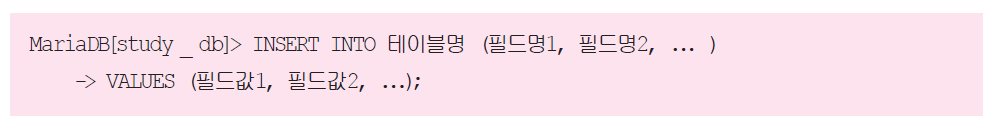 MariaDB[study _ db]> INSERT INTO 테이블명 (필드명1, 필드명2, ... )
-> VALUES (필드값1, 필드값2, ...);